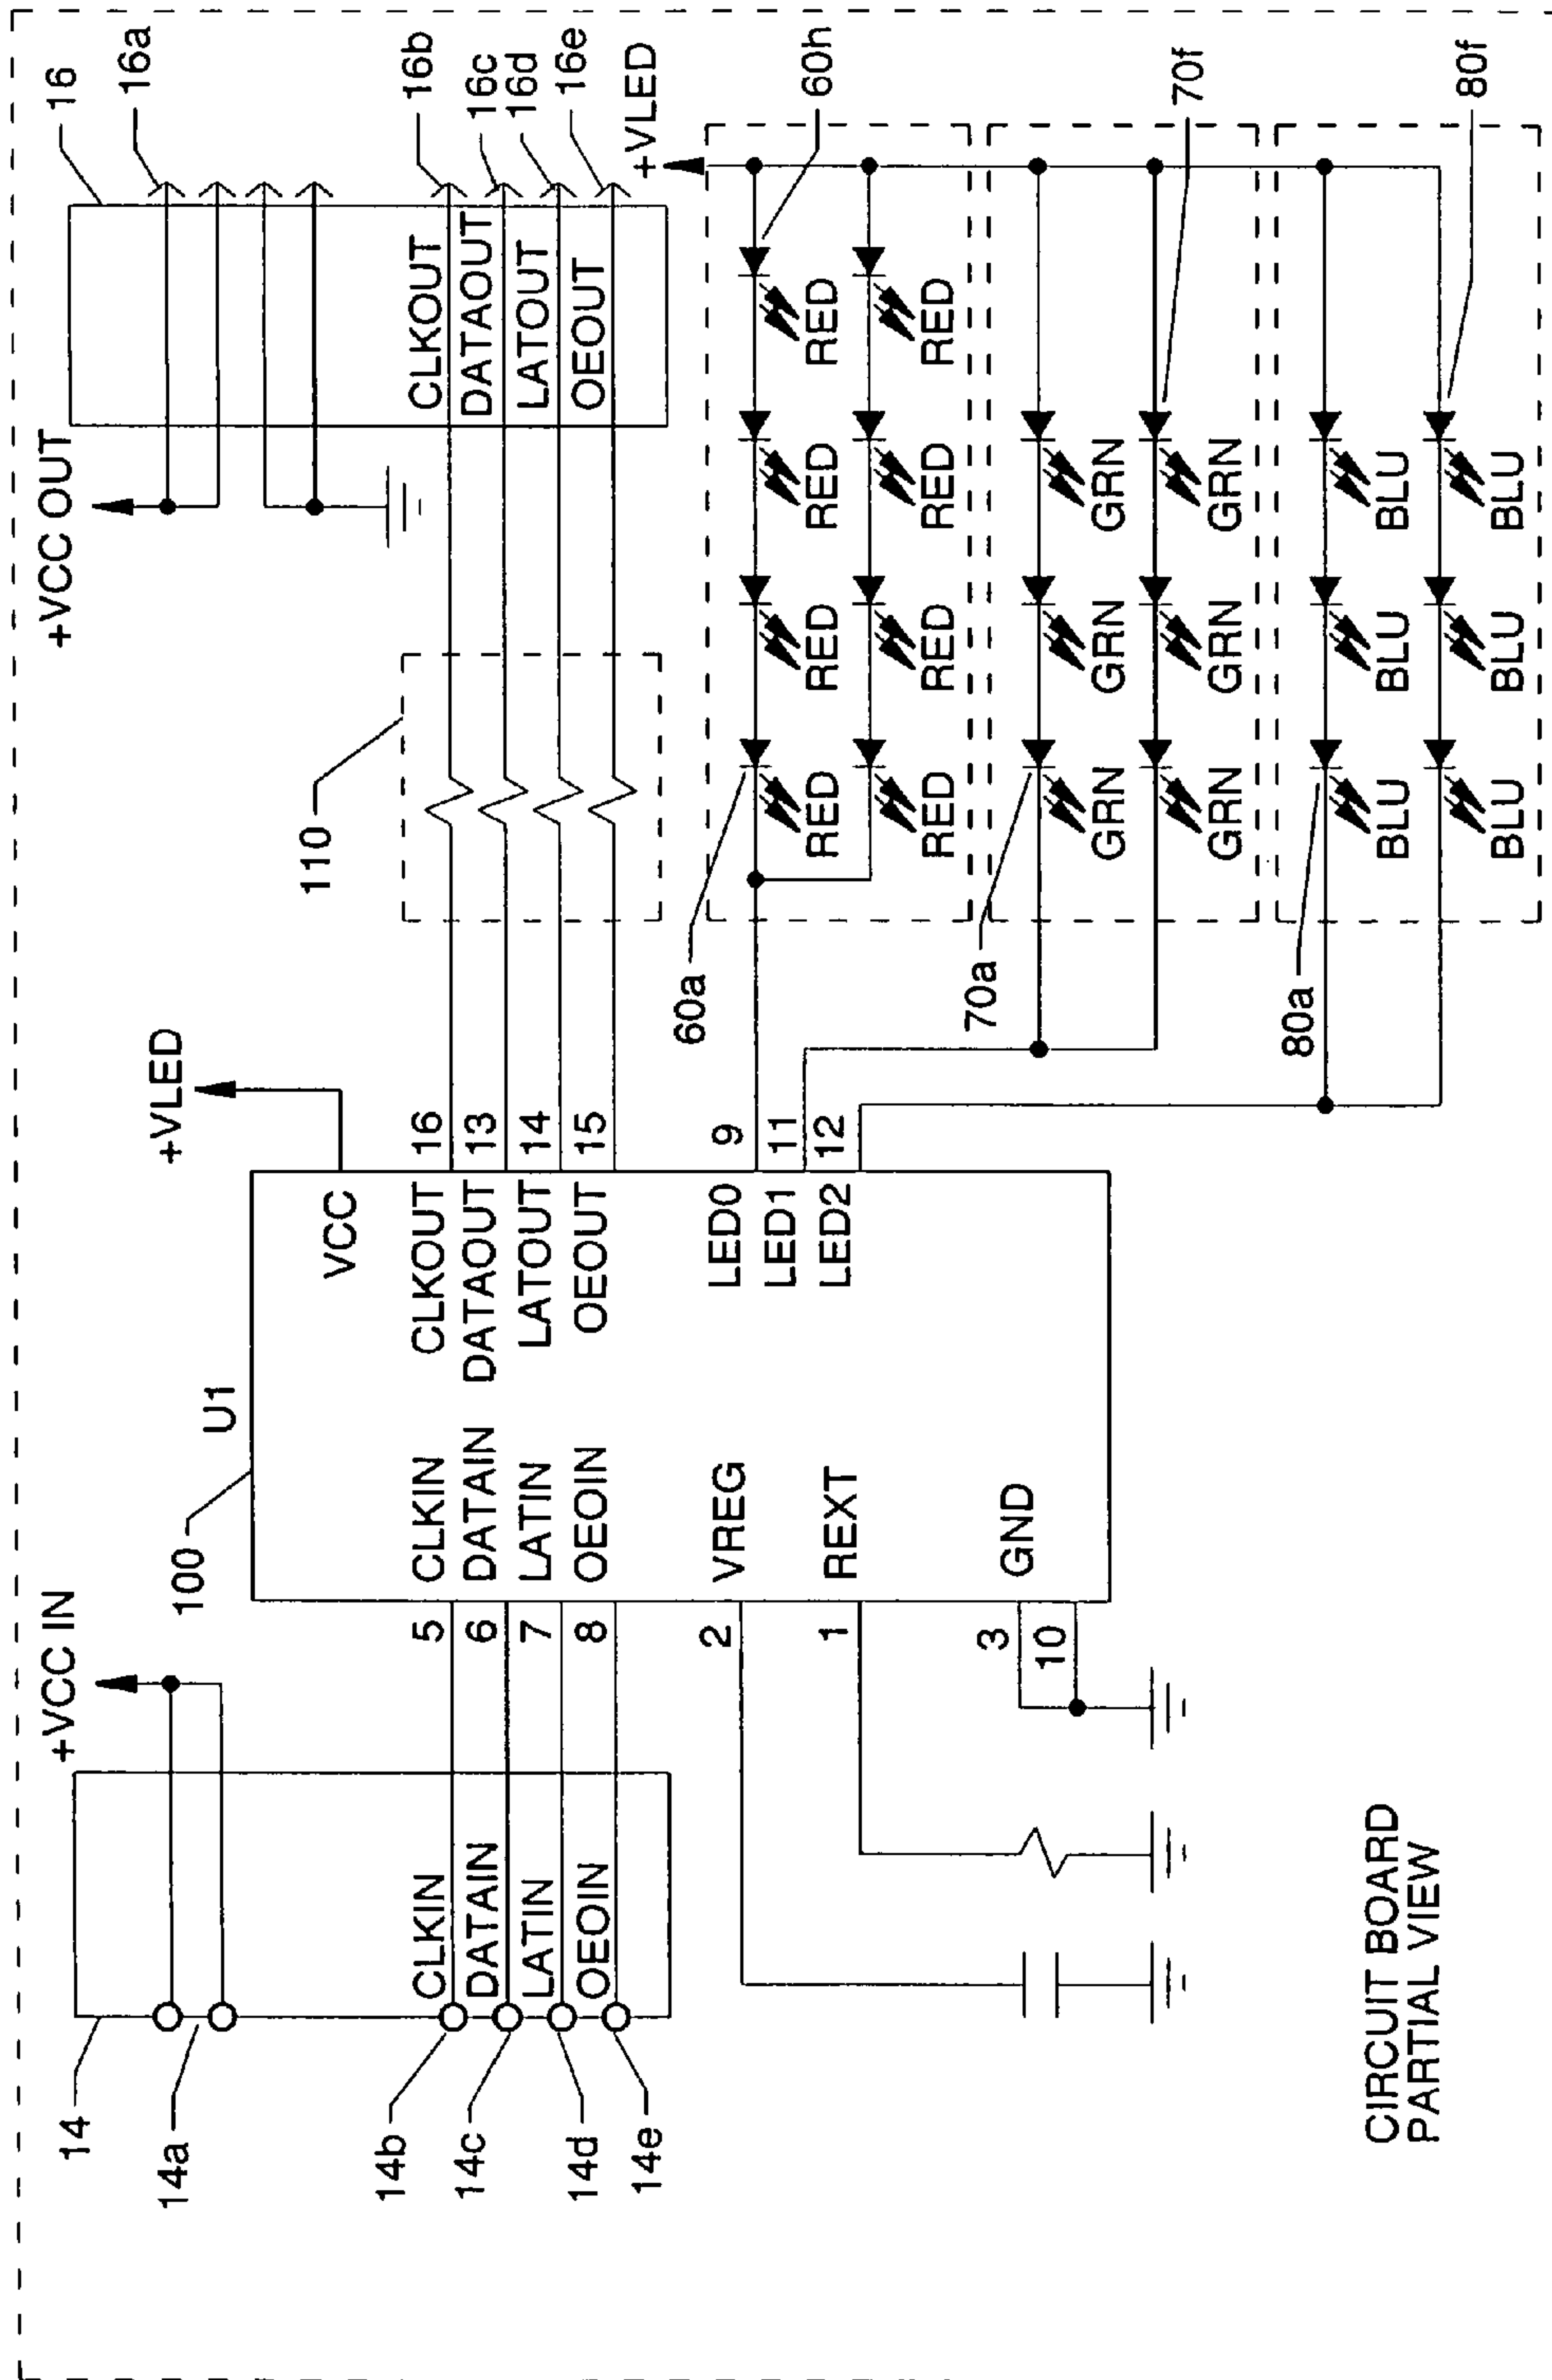 14
14a
14b
14c
14d
14e
+VCC IN
CLKIN
DATAIN
LATIN
OEOIN
5
6
7
8
2
1
3
10
100
U1
CLKIN
DATAIN
LATIN
OEOIN
VREG
REXT
GND
VCC
CLKOUT
DATAOUT
LATOUT
OEOUT
LED0
LED1
LED2
+VLED
16
13
14
15
9
11
12
110
+VCC OUT
CLKOUT
DATAOUT
LATOUT
OEOUT
16
16a
16b
16c
16d
16e
+VLED
60a
60h
RED RED RED RED
RED RED RED RED
70a
70f
GRN GRN GRN
GRN GRN GRN
80a
80f
BLU BLU BLU
BLU BLU BLU
CIRCUIT BOARD
PARTIAL VIEW